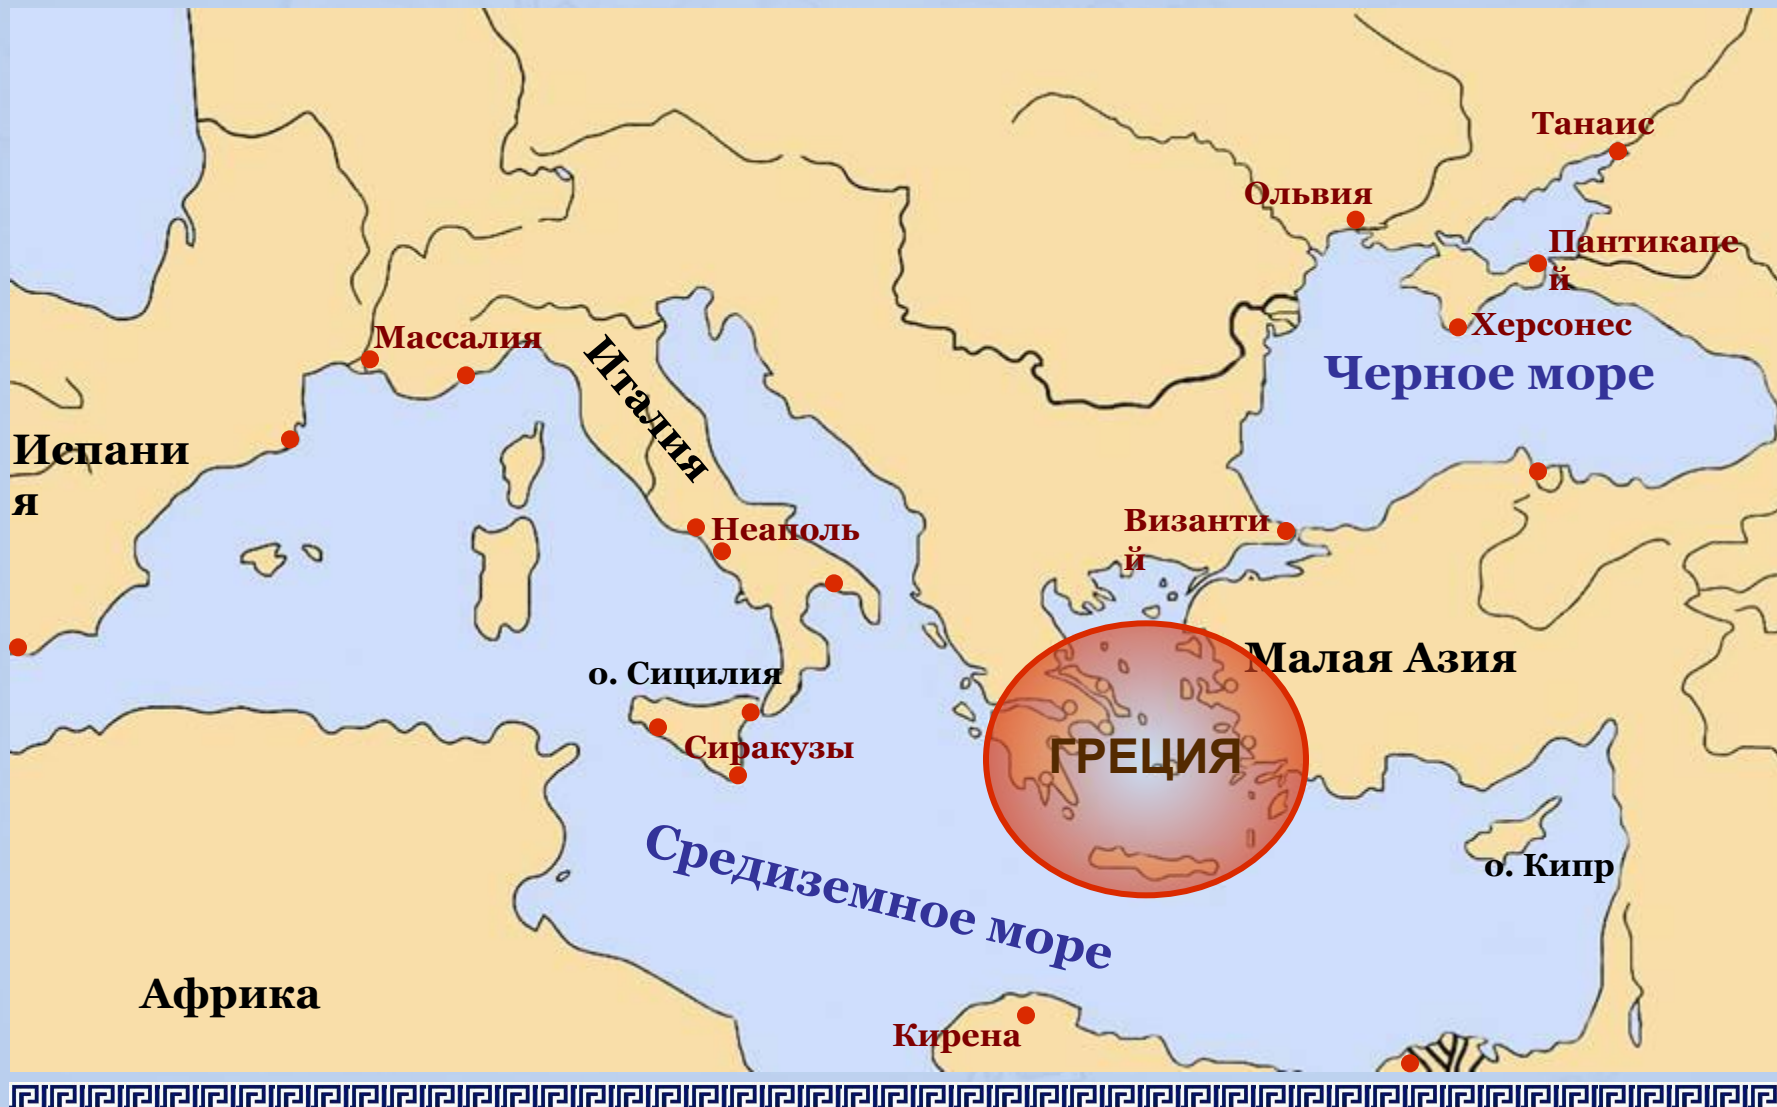 Танаис
Ольвия
Пантикапе
й
Херсонес
Черное море
Массалия
Италия
Испани
я
Неаполь
Византи
й
о. Сицилия
Малая Азия
Сиракузы
ГРЕЦИЯ
Средиземное море
о. Кипр
Африка
Кирена